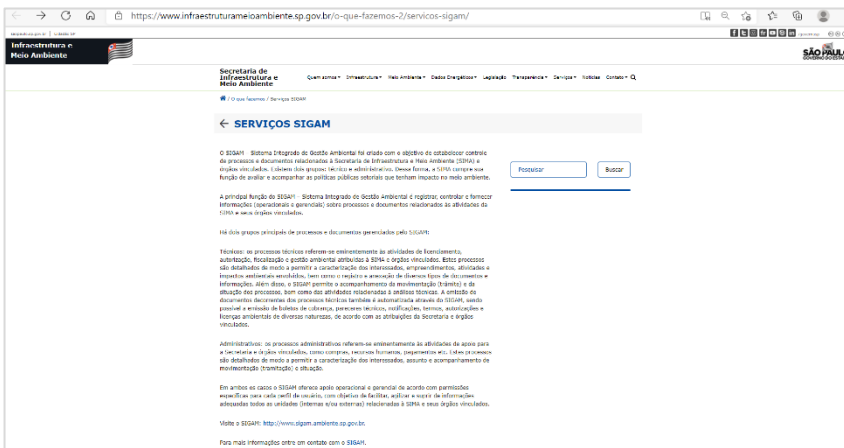 https://www.infraestruturameioambiente.sp.gov.br/o-que-fazemos-2/servicos-sigam/
Infraestrutura e
Meio Ambiente
SÃO PAULO
GOVERNO DO ESTADO
Secretaria de
Infraestrutura e
Meio Ambiente
Quem somos Infraestrutura Meio Ambiente Dados Energéticos Legislação Transparência Serviços Notícias Contato
/ O que fazemos / Serviços SIGAM
← SERVIÇOS SIGAM
O SIGAM – Sistema Integrado de Gestão Ambiental foi criado com o objetivo de estabelecer controle
de processos e documentos relacionados à Secretaria de Infraestrutura e Meio Ambiente (SIMA) e
órgãos vinculados. Existem dois grupos: técnico e administrativo. Dessa forma, a SIMA cumpre sua
função de avaliar e acompanhar as políticas públicas setoriais que tenham impacto no meio ambiente.
Pesquisar
Buscar
A principal função do SIGAM – Sistema Integrado de Gestão Ambiental é registrar, controlar e fornecer
informações (operacionais e gerenciais) sobre processos e documentos relacionados às atividades da
SIMA e seus órgãos vinculados.
Há dois grupos principais de processos e documentos gerenciados pelo SIGAM:
Técnicos: os processos técnicos referem-se eminentemente às atividades de licenciamento,
autorização, fiscalização e gestão ambiental atribuídas à SIMA e órgãos vinculados. Estes processos
são detalhados de modo a permitir a caracterização dos interessados, empreendimentos, atividades e
impactos ambientais envolvidos, bem como o registro e anexação de diversos tipos de documentos e
informações. Além disso, o SIGAM permite o acompanhamento da movimentação (trâmite) e da
situação dos processos, bem como das atividades relacionadas à análises técnicas. A emissão de
documentos decorrentes dos processos técnicos também é automatizada através do SIGAM, sendo
possível a emissão de boletos de cobrança, pareceres técnicos, notificações, termos, autorizações e
licenças ambientais de diversas naturezas, de acordo com as atribuições da Secretaria e órgãos
vinculados.
Administrativos: os processos administrativos referem-se eminentemente às atividades de apoio para
a Secretaria e órgãos vinculados, como compras, recursos humanos, pagamentos etc. Estes processos
são detalhados de modo a permitir a caracterização dos interessados, assunto e acompanhamento de
movimentação (tramitação) e situação.
Em ambos os casos o SIGAM oferece apoio operacional e gerencial de acordo com permissões
específicas para cada perfil de usuário, com objetivo de facilitar, agilizar e suprir de informações
adequadas todos as unidades (internas e/ou externas) relacionadas à SIMA e seus órgãos vinculados.
Visite o SIGAM: http://www.sigam.ambiente.sp.gov.br.
Para mais informações entre em contato com o SIGAM.